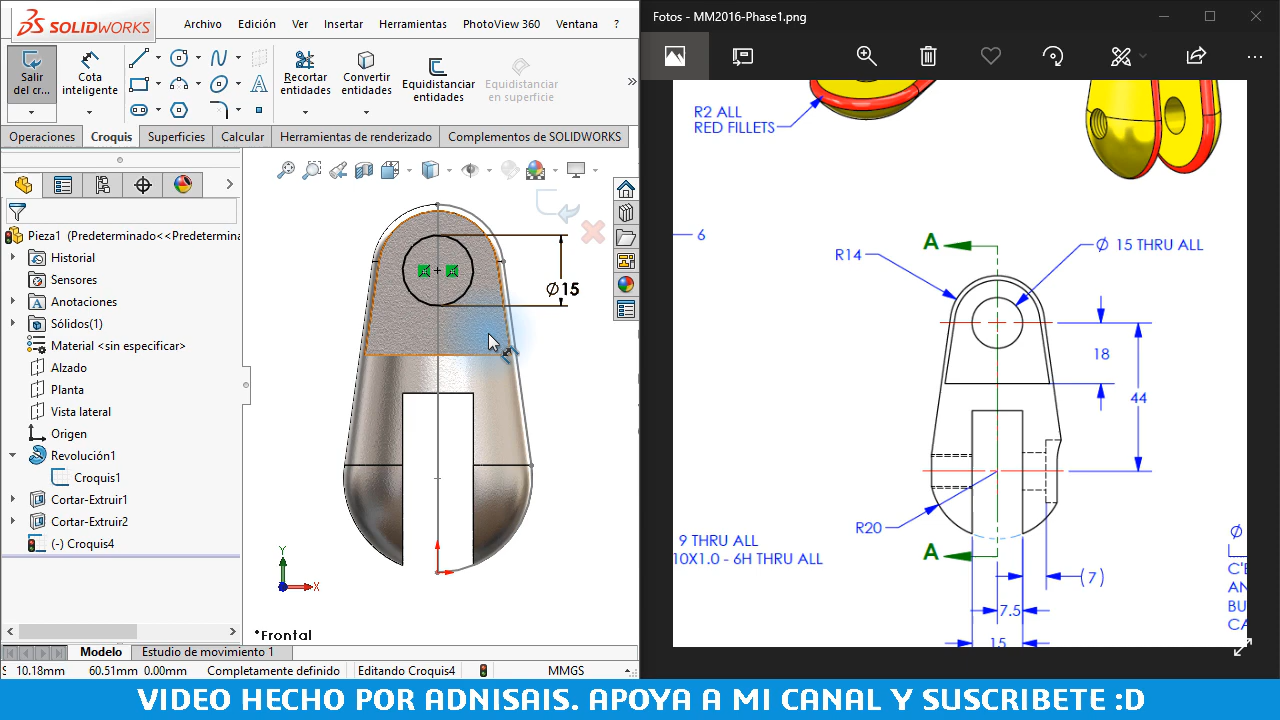 SOLIDWORKS
Archivo Edición Ver Insertar Herramientas PhotoView 360 Ventana ?
Fotos - MM2016-Phase1.png
Salir del cr...
Cota inteligente
Recortar entidades
Convertir entidades
Equidistanciar entidades
Equidistanciar en superficie
Operaciones Croquis Superficies Calcular Herramientas de renderizado Complementos de SOLIDWORKS
Pieza1 (Predeterminado<<Predetermina
Historial
Sensores
Anotaciones
Sólidos(1)
Material <sin especificar>
Alzado
Planta
Vista lateral
Origen
Revolución1
Croquis1
Cortar-Extruir1
Cortar-Extruir2
(-) Croquis4
Ø15
Y
X
*Frontal
Modelo Estudio de movimiento 1
10.18mm 60.51mm 0.00mm Completamente definido Editando Croquis4 MMGS
R2 ALL
RED FILLETS
6
R14
A
Ø 15 THRU ALL
18
44
R20
9 THRU ALL
10X1.0 - 6H THRU ALL
A
(7)
7.5
15
Ø
C'E
AN
BU
CA
VIDEO HECHO POR ADNISAIS. APOYA A MI CANAL Y SUSCRIBETE :D